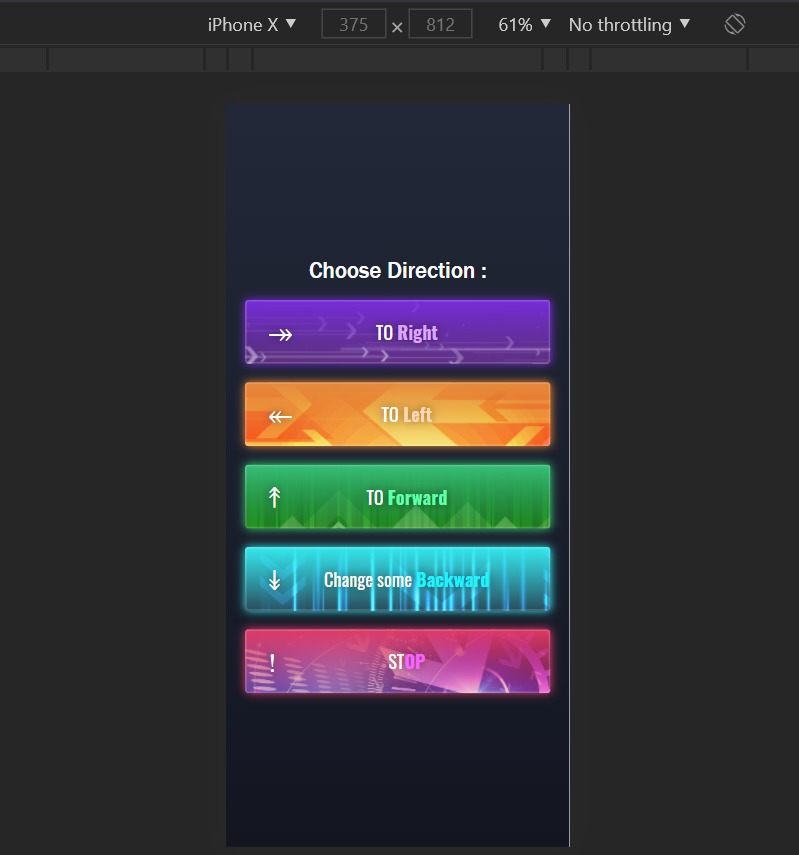 iPhone X ▼ 375 × 812 61% ▼ No throttling ▼
Choose Direction :
↠ TO Right
↞ TO Left
↟ TO Forward
↡ Change some Backward
! STOP